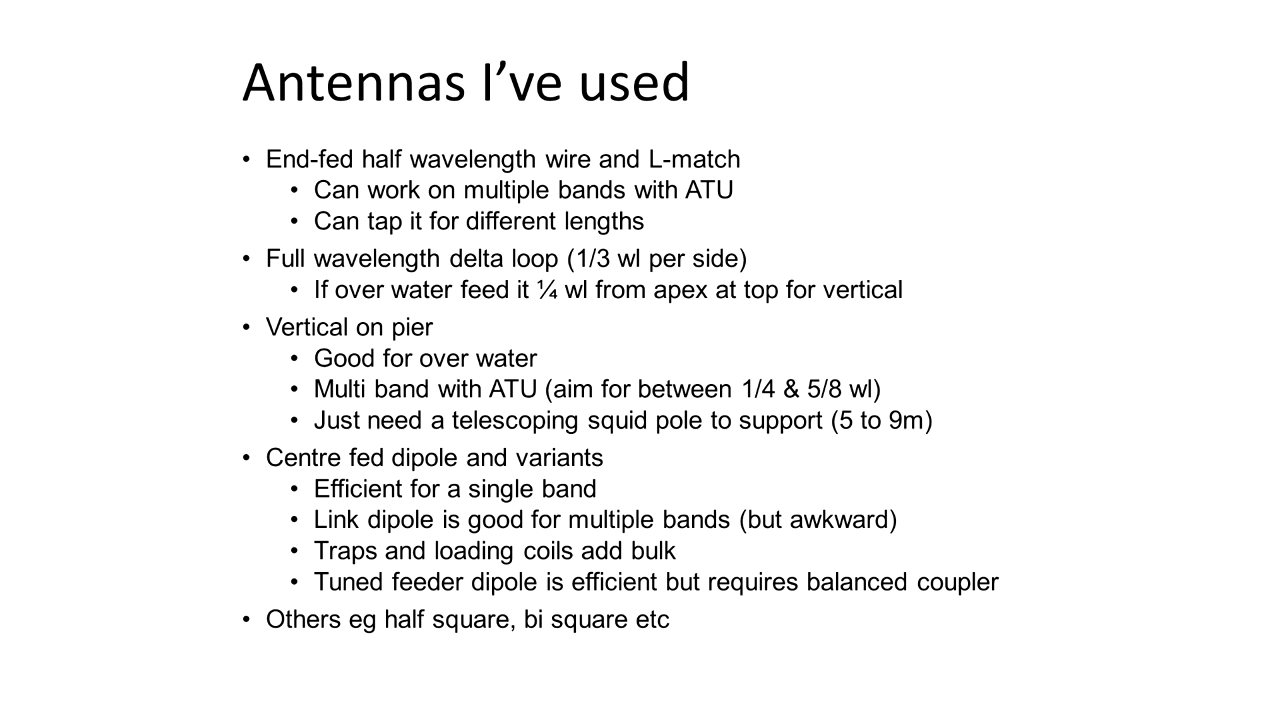 Antennas I’ve used
• End-fed half wavelength wire and L-match
• Can work on multiple bands with ATU
• Can tap it for different lengths
• Full wavelength delta loop (1/3 wl per side)
• If over water feed it ¼ wl from apex at top for vertical
• Vertical on pier
• Good for over water
• Multi band with ATU (aim for between 1/4 & 5/8 wl)
• Just need a telescoping squid pole to support (5 to 9m)
• Centre fed dipole and variants
• Efficient for a single band
• Link dipole is good for multiple bands (but awkward)
• Traps and loading coils add bulk
• Tuned feeder dipole is efficient but requires balanced coupler
• Others eg half square, bi square etc